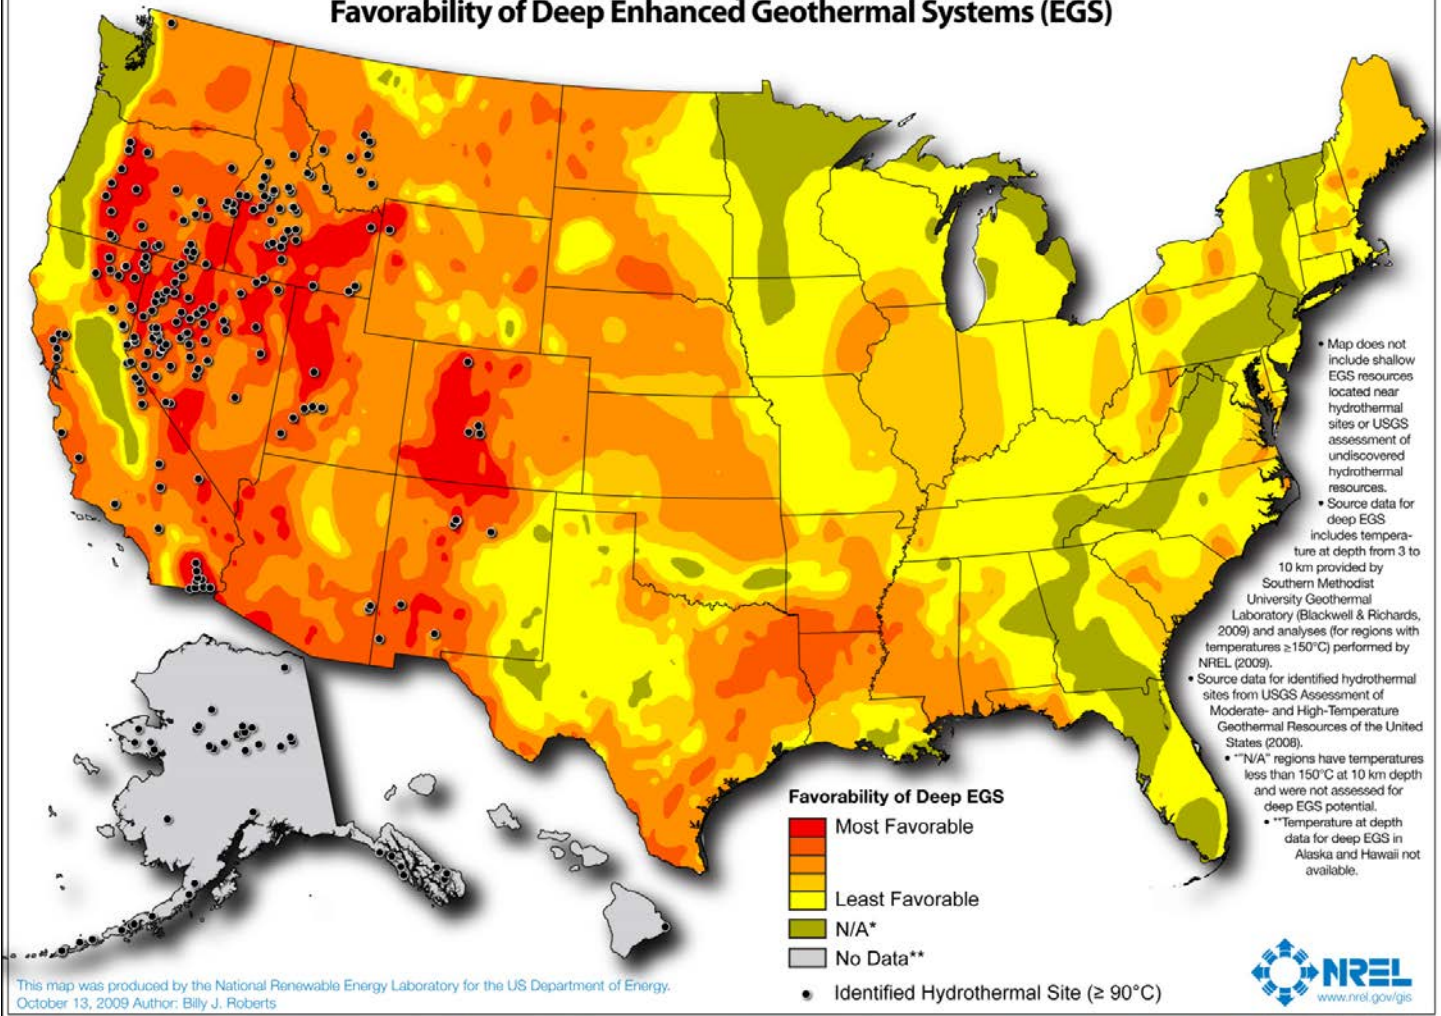 Favorability of Deep Enhanced Geothermal Systems (EGS)
• Map does not
include shallow
EGS resources
located near
hydrothermal
sites or USGS
assessment of
undiscovered
hydrothermal
resources.
• Source data for
deep EGS
includes tempera-
ture at depth from 3 to
10 km provided by
Southern Methodist
University Geothermal
Laboratory (Blackwell & Richards,
2009) and analyses (for regions with
temperatures ≥150°C) performed by
NREL (2009).
• Source data for identified hydrothermal
sites from USGS Assessment of
Moderate- and High-Temperature
Geothermal Resources of the United
States (2008).
• *"N/A" regions have temperatures
less than 150°C at 10 km depth
and were not assessed for
deep EGS potential.
• **Temperature at depth
data for deep EGS in
Alaska and Hawaii not
available.
Favorability of Deep EGS
Most Favorable
Least Favorable
N/A*
No Data**
Identified Hydrothermal Site (≥ 90°C)
This map was produced by the National Renewable Energy Laboratory for the US Department of Energy.
October 13, 2009 Author: Billy J. Roberts
NREL
www.nrel.gov/gis